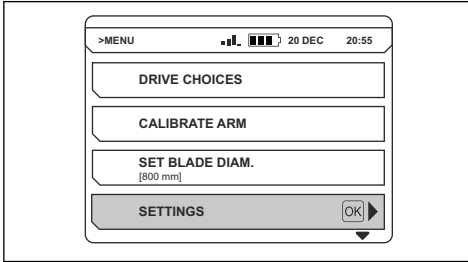 >MENU 20 DEC 20:55
DRIVE CHOICES
CALIBRATE ARM
SET BLADE DIAM.
[800 mm]
SETTINGS OK